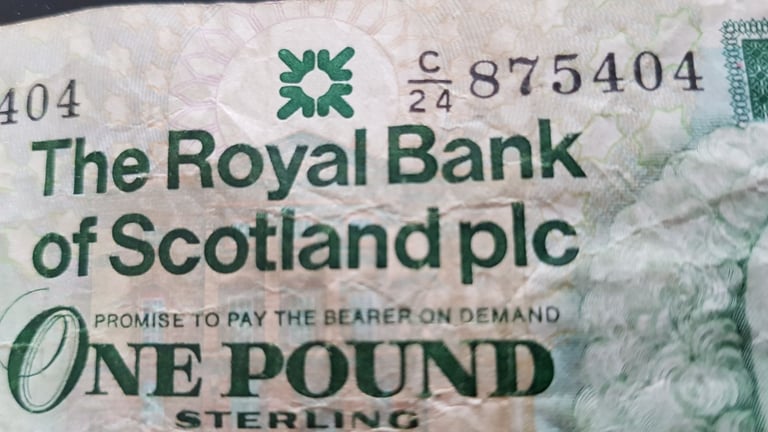 404
C/24 875404
The Royal Bank
of Scotland plc
PROMISE TO PAY THE BEARER ON DEMAND
ONE POUND
STERLING